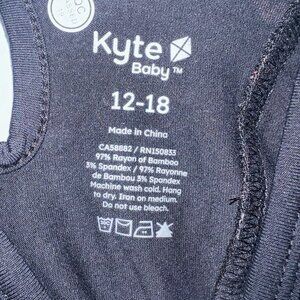 Kyte
Baby™
12-18
Made in China
CA58882 / RN150833
97% Rayon of Bamboo
3% Spandex / 97% Rayonne
de Bambou 3% Spandex
Machine wash cold. Hang
to dry. Iron on medium.
Do not use bleach.